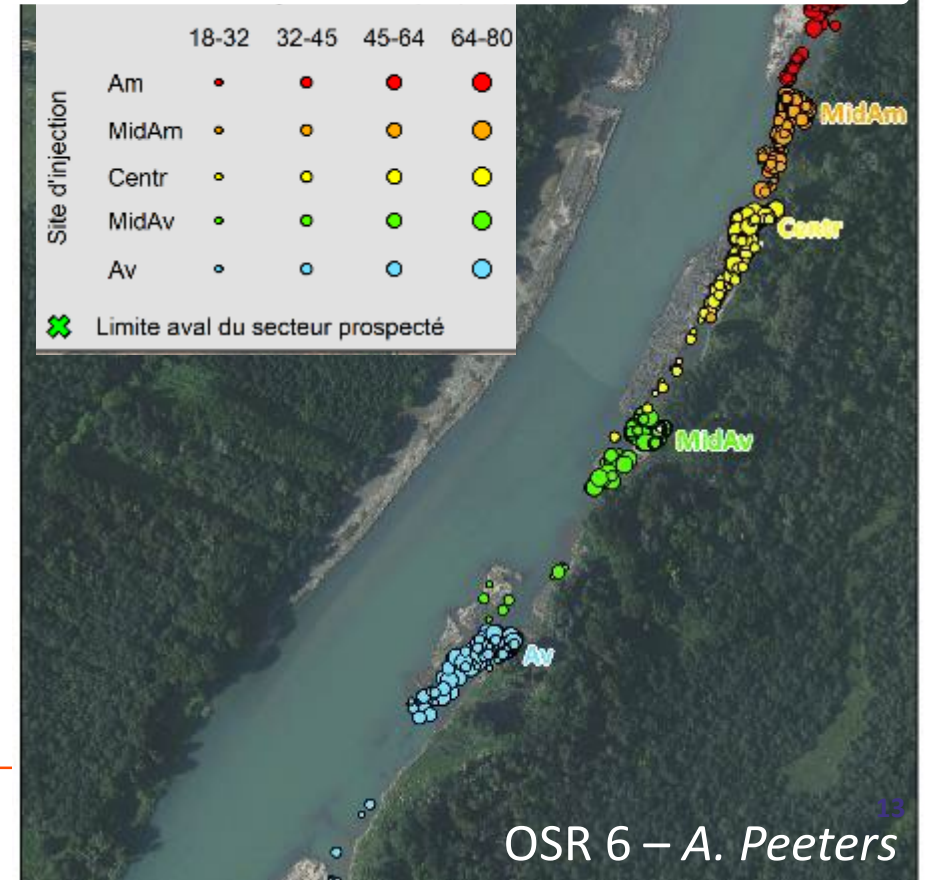 18-32 32-45 45-64 64-80
Site d'injection
Am
MidAm
Centr
MidAv
Av
Limite aval du secteur prospecté
MidAm
Centr
MidAv
Av
13
OSR 6 – A. Peeters